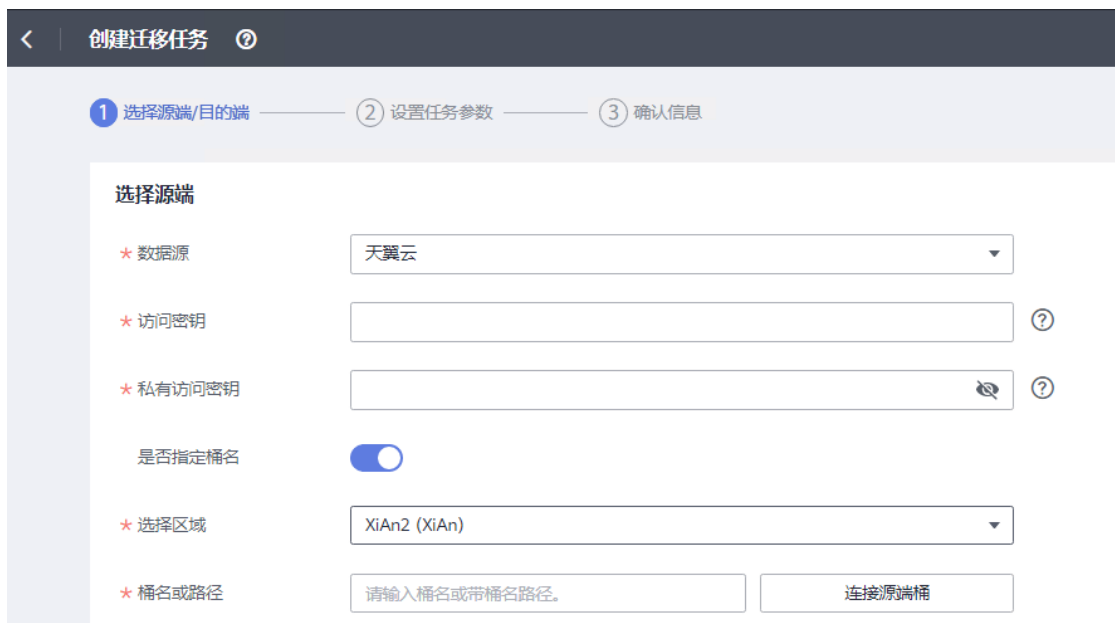 创建迁移任务 ?
1 选择源端/目的端 2 设置任务参数 3 确认信息
选择源端
* 数据源 天翼云
* 访问密钥 ?
* 私有访问密钥 ?
是否指定桶名
* 选择区域 XiAn2 (XiAn)
* 桶名或路径 请输入桶名或带桶名路径。 连接源端桶